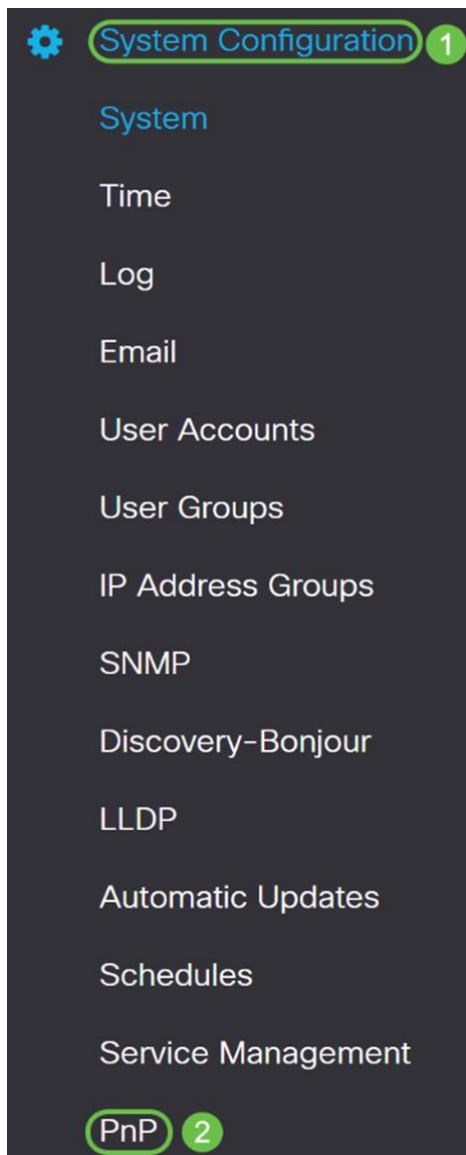 System Configuration 1
System
Time
Log
Email
User Accounts
User Groups
IP Address Groups
SNMP
Discovery-Bonjour
LLDP
Automatic Updates
Schedules
Service Management
PnP 2